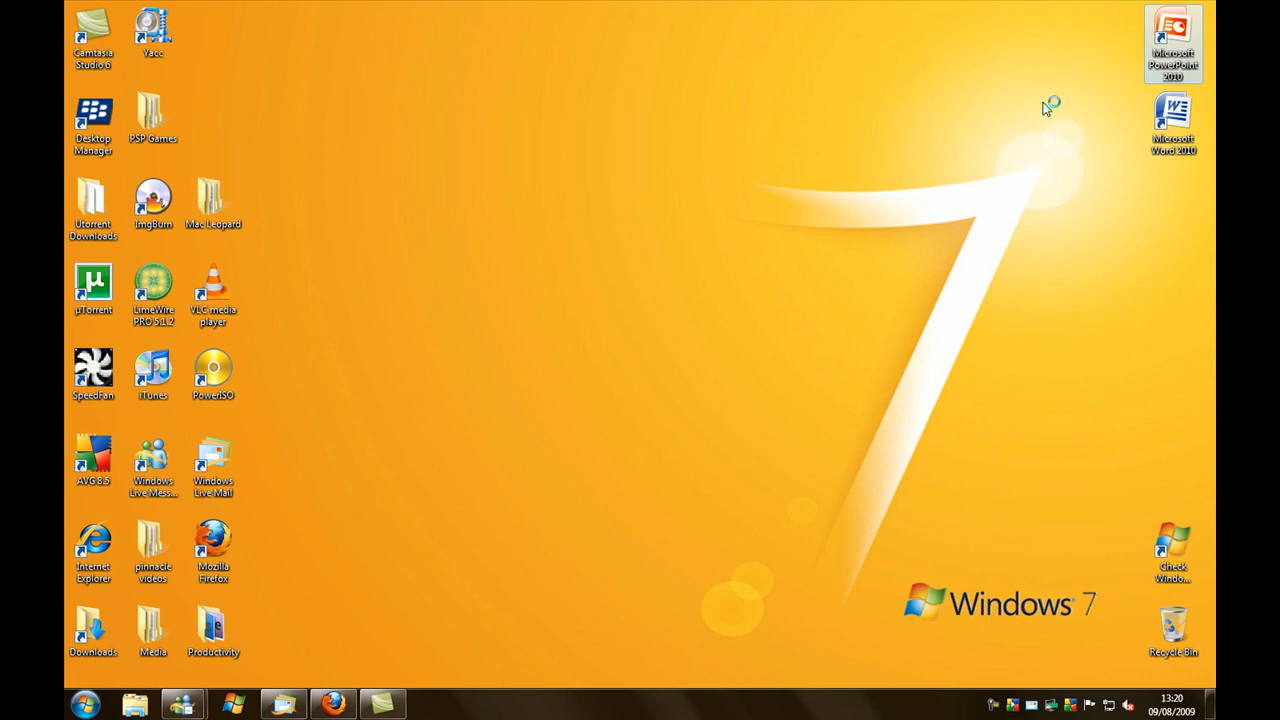 Camtasia
Studio 6
Yacc
Microsoft
PowerPoint
2010
Desktop
Manager
PSP Games
Microsoft
Word 2010
Utorrent
Downloads
ImgBurn
Mac Leopard
µTorrent
LimeWire
PRO 5.1.2
VLC media
player
SpeedFan
iTunes
PowerISO
AVG 8.5
Windows
Live Mess...
Windows
Live Mail
Internet
Explorer
pinnacle
videos
Mozilla
Firefox
Check
Windo...
Windows® 7
Downloads
Media
Productivity
Recycle Bin
13:20
09/08/2009